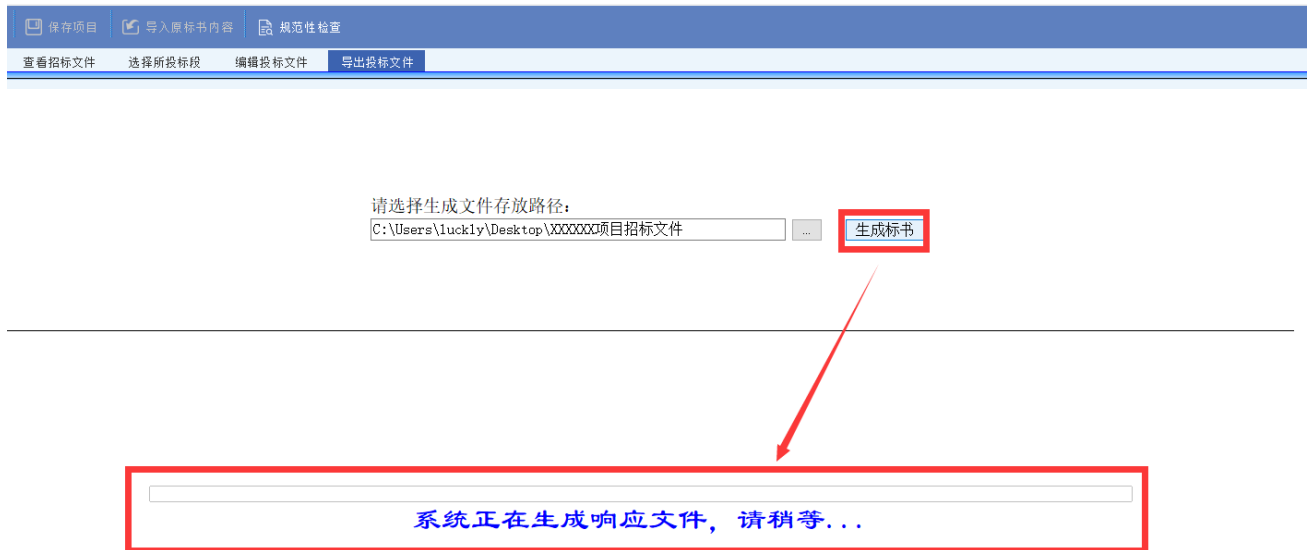 保存项目 导入原标书内容 规范性检查
查看招标文件 选择所投标段 编辑投标文件 导出投标文件
请选择生成文件存放路径：
C:\Users\luckly\Desktop\XXXXXX项目招标文件 ... 生成标书
系统正在生成响应文件，请稍等...